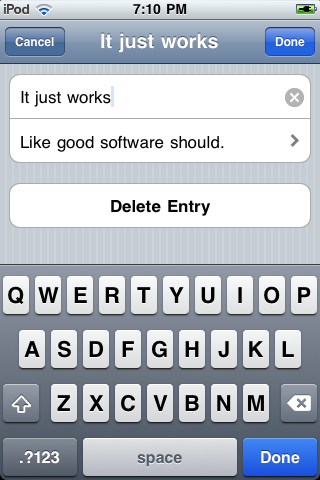 iPod 7:10 PM
Cancel It just works Done
It just works
Like good software should.
Delete Entry
Q W E R T Y U I O P
A S D F G H J K L
Z X C V B N M
.?123 space Done